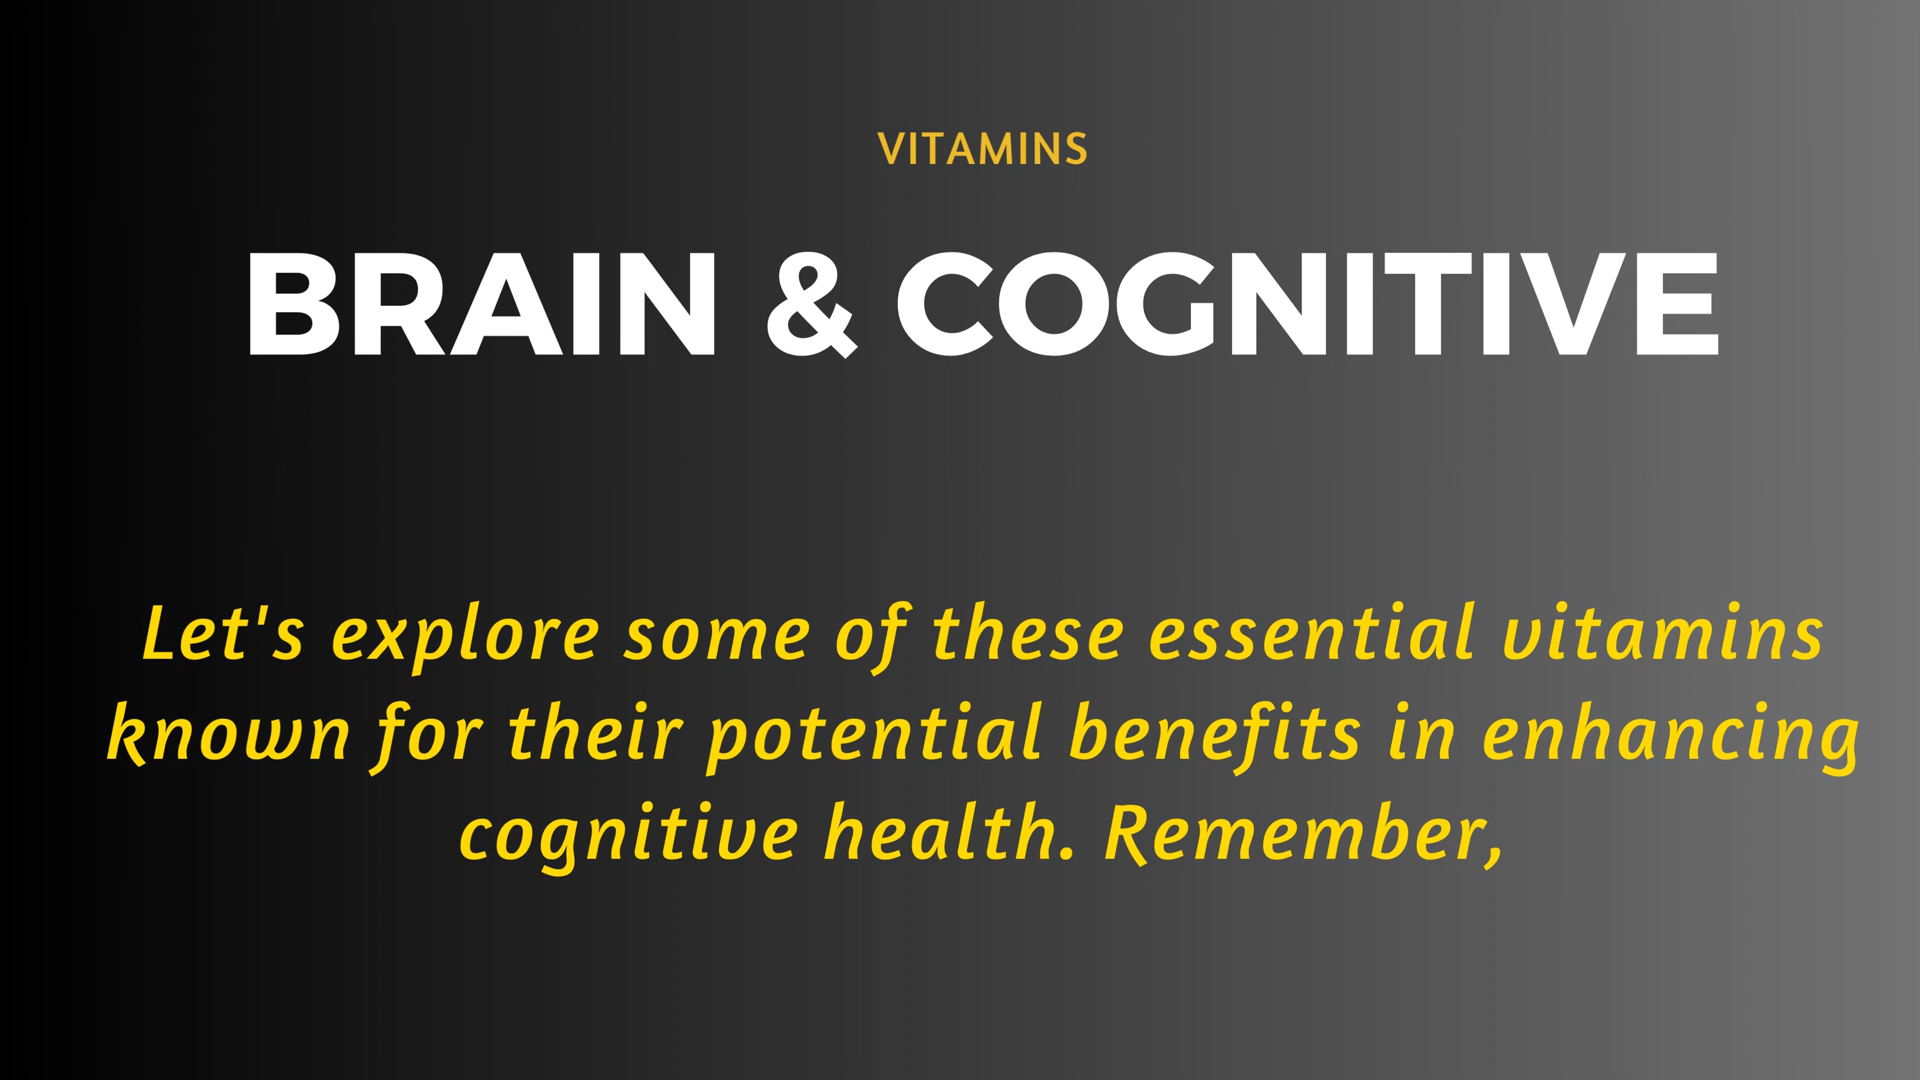 VITAMINS
BRAIN & COGNITIVE
Let's explore some of these essential vitamins
known for their potential benefits in enhancing
cognitive health. Remember,